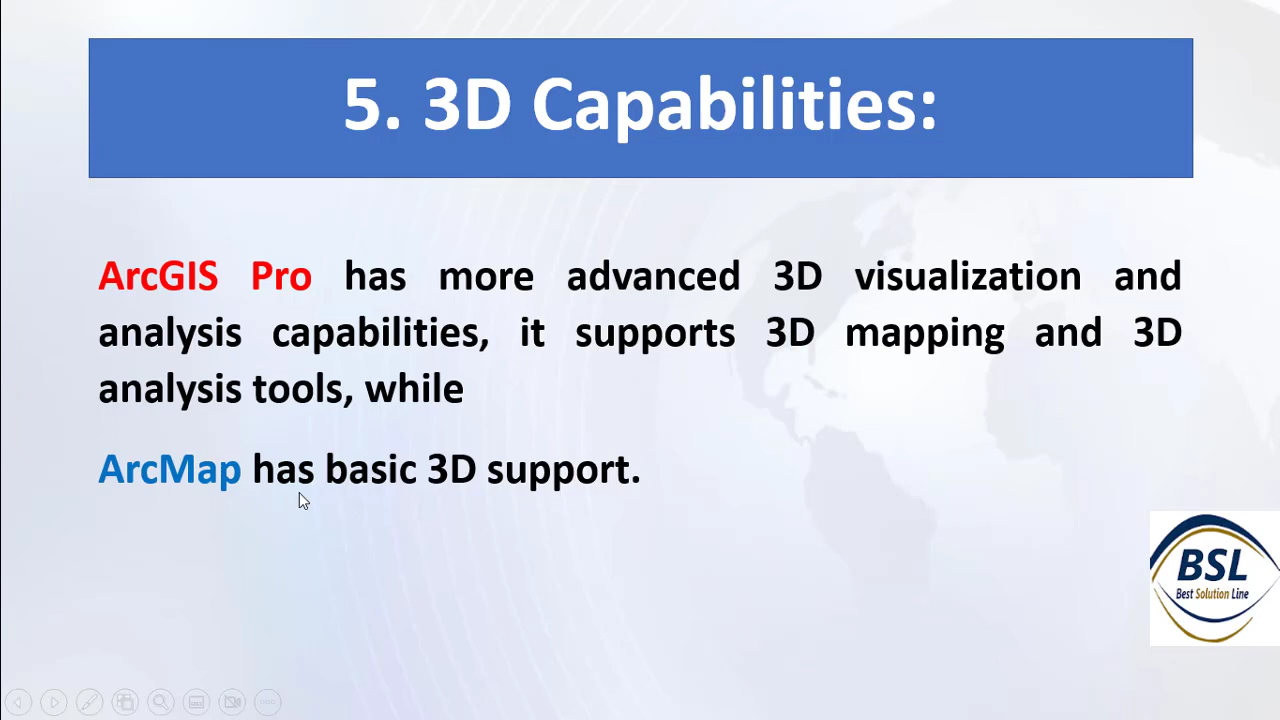 5. 3D Capabilities:
ArcGIS Pro has more advanced 3D visualization and
analysis capabilities, it supports 3D mapping and 3D
analysis tools, while
ArcMap has basic 3D support.
BSL
Best Solution Line